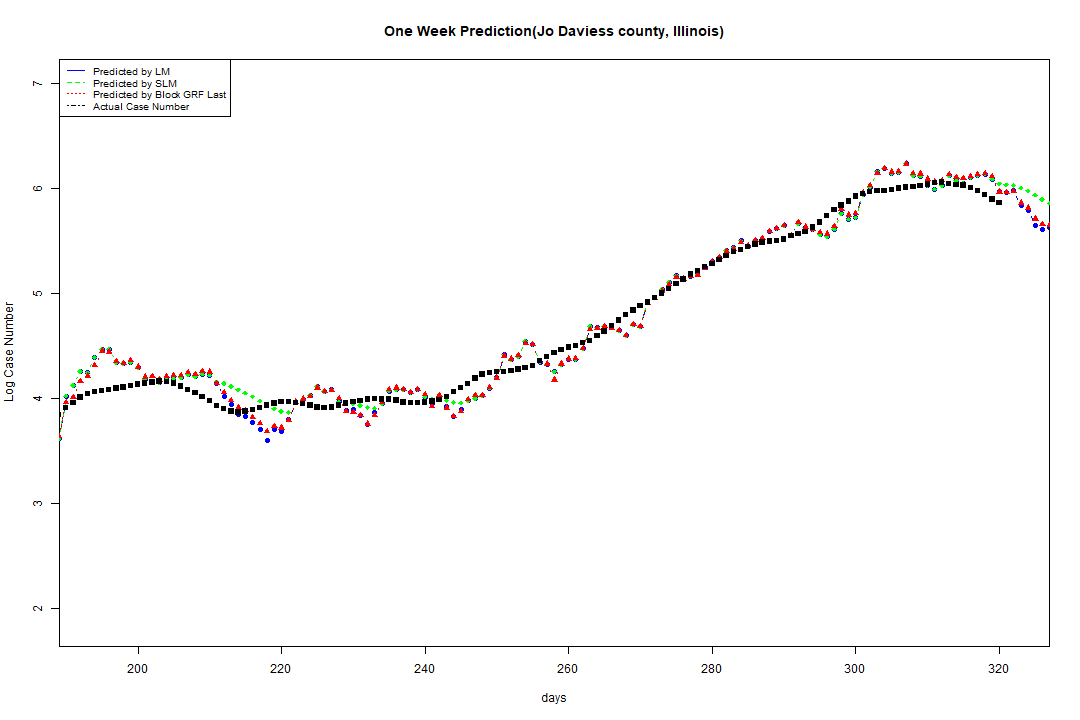 One Week Prediction(Jo Daviess county, Illinois)
Predicted by LM
Predicted by SLM
Predicted by Block GRF Last
Actual Case Number
7
6
5
4
3
2
Log Case Number
200 220 240 260 280 300 320
days